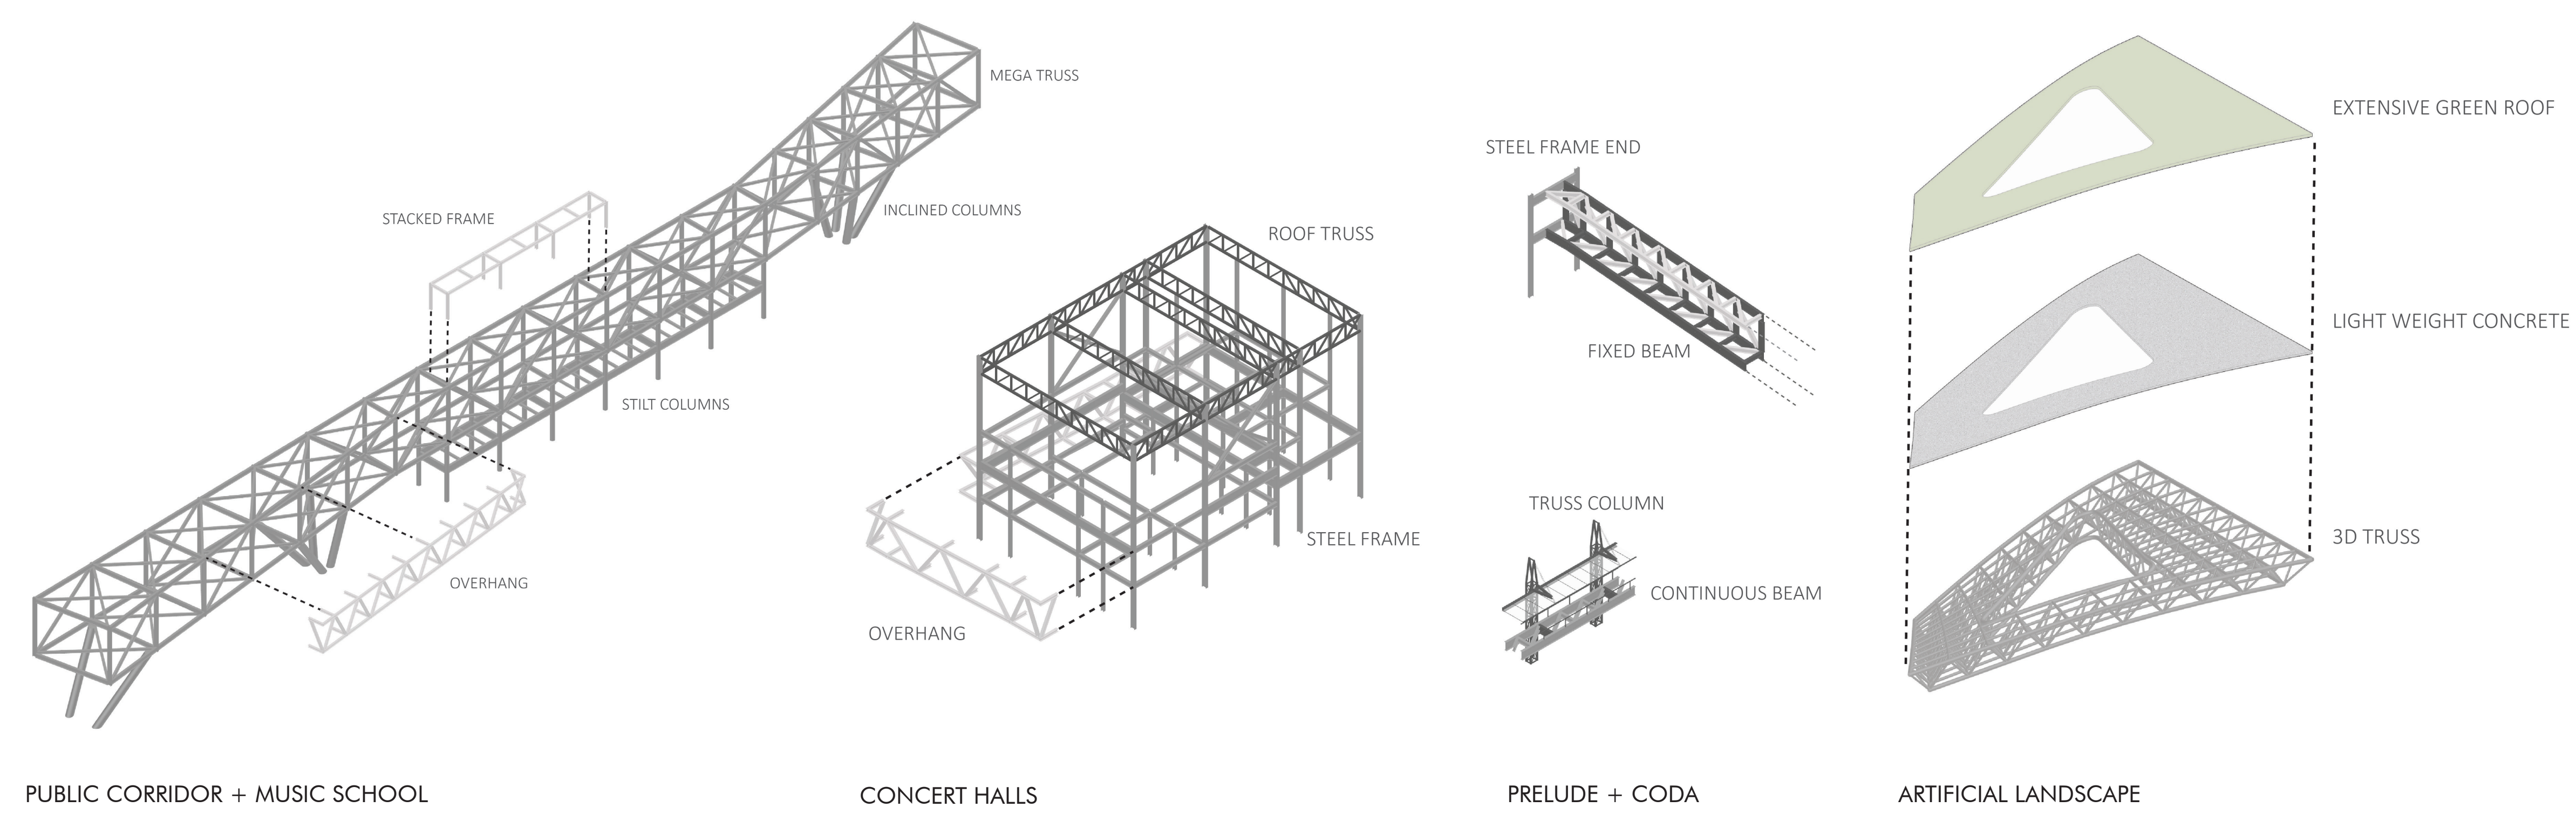 MEGA TRUSS
STACKED FRAME
INCLINED COLUMNS
STILT COLUMNS
OVERHANG
PUBLIC CORRIDOR + MUSIC SCHOOL
ROOF TRUSS
STEEL FRAME
OVERHANG
CONCERT HALLS
STEEL FRAME END
FIXED BEAM
TRUSS COLUMN
CONTINUOUS BEAM
PRELUDE + CODA
EXTENSIVE GREEN ROOF
LIGHT WEIGHT CONCRETE
3D TRUSS
ARTIFICIAL LANDSCAPE